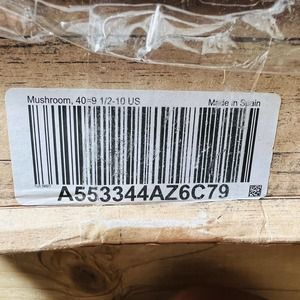 Mushroom, 40=9 1/2-10 US
Made in Spain
A553344AZ6C79